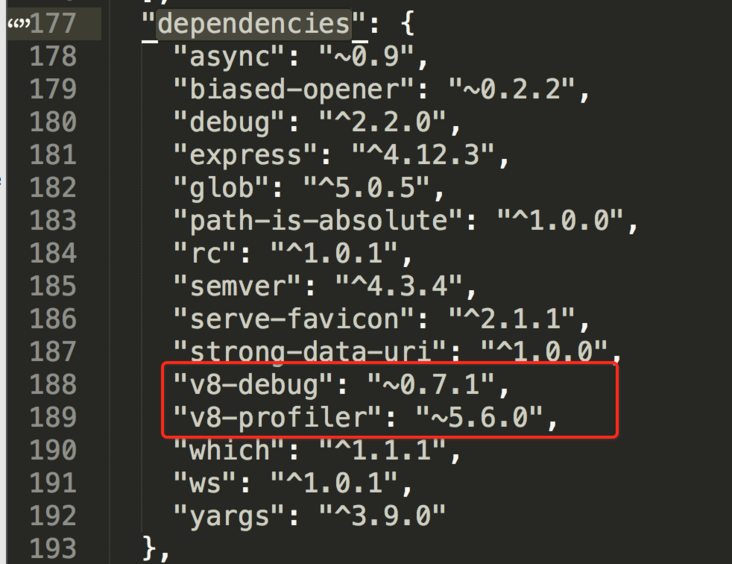 177 "dependencies": {
178 "async": "~0.9",
179 "biased-opener": "~0.2.2",
180 "debug": "^2.2.0",
181 "express": "^4.12.3",
182 "glob": "^5.0.5",
183 "path-is-absolute": "^1.0.0",
184 "rc": "^1.0.1",
185 "semver": "^4.3.4",
186 "serve-favicon": "^2.1.1",
187 "strong-data-uri": "^1.0.0",
188 "v8-debug": "~0.7.1",
189 "v8-profiler": "~5.6.0",
190 "which": "^1.1.1",
191 "ws": "^1.0.1",
192 "yargs": "^3.9.0"
193 },